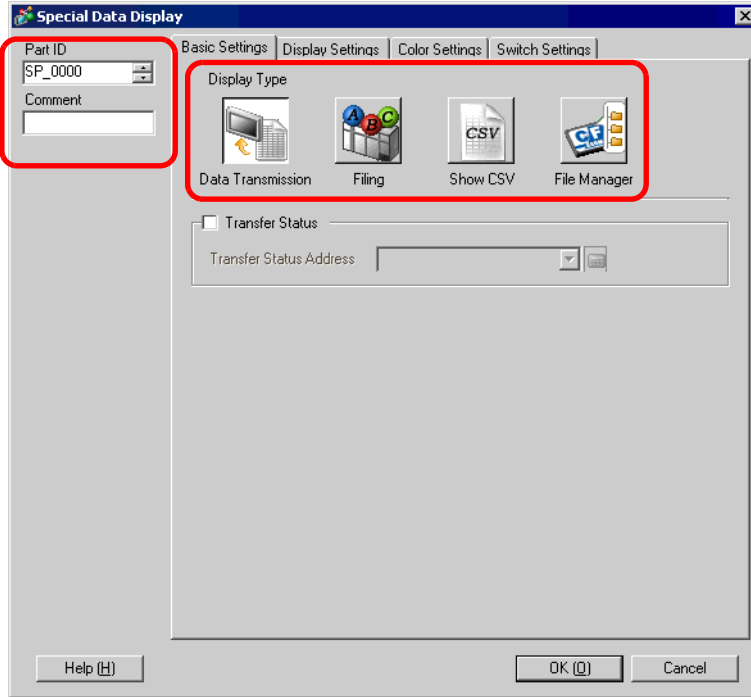 Special Data Display
Part ID
SP_0000
Comment
Basic Settings
Display Settings
Color Settings
Switch Settings
Display Type
A B C
CSV
CF
Data Transmission
Filing
Show CSV
File Manager
Transfer Status
Transfer Status Address
Help (H)
OK (O)
Cancel